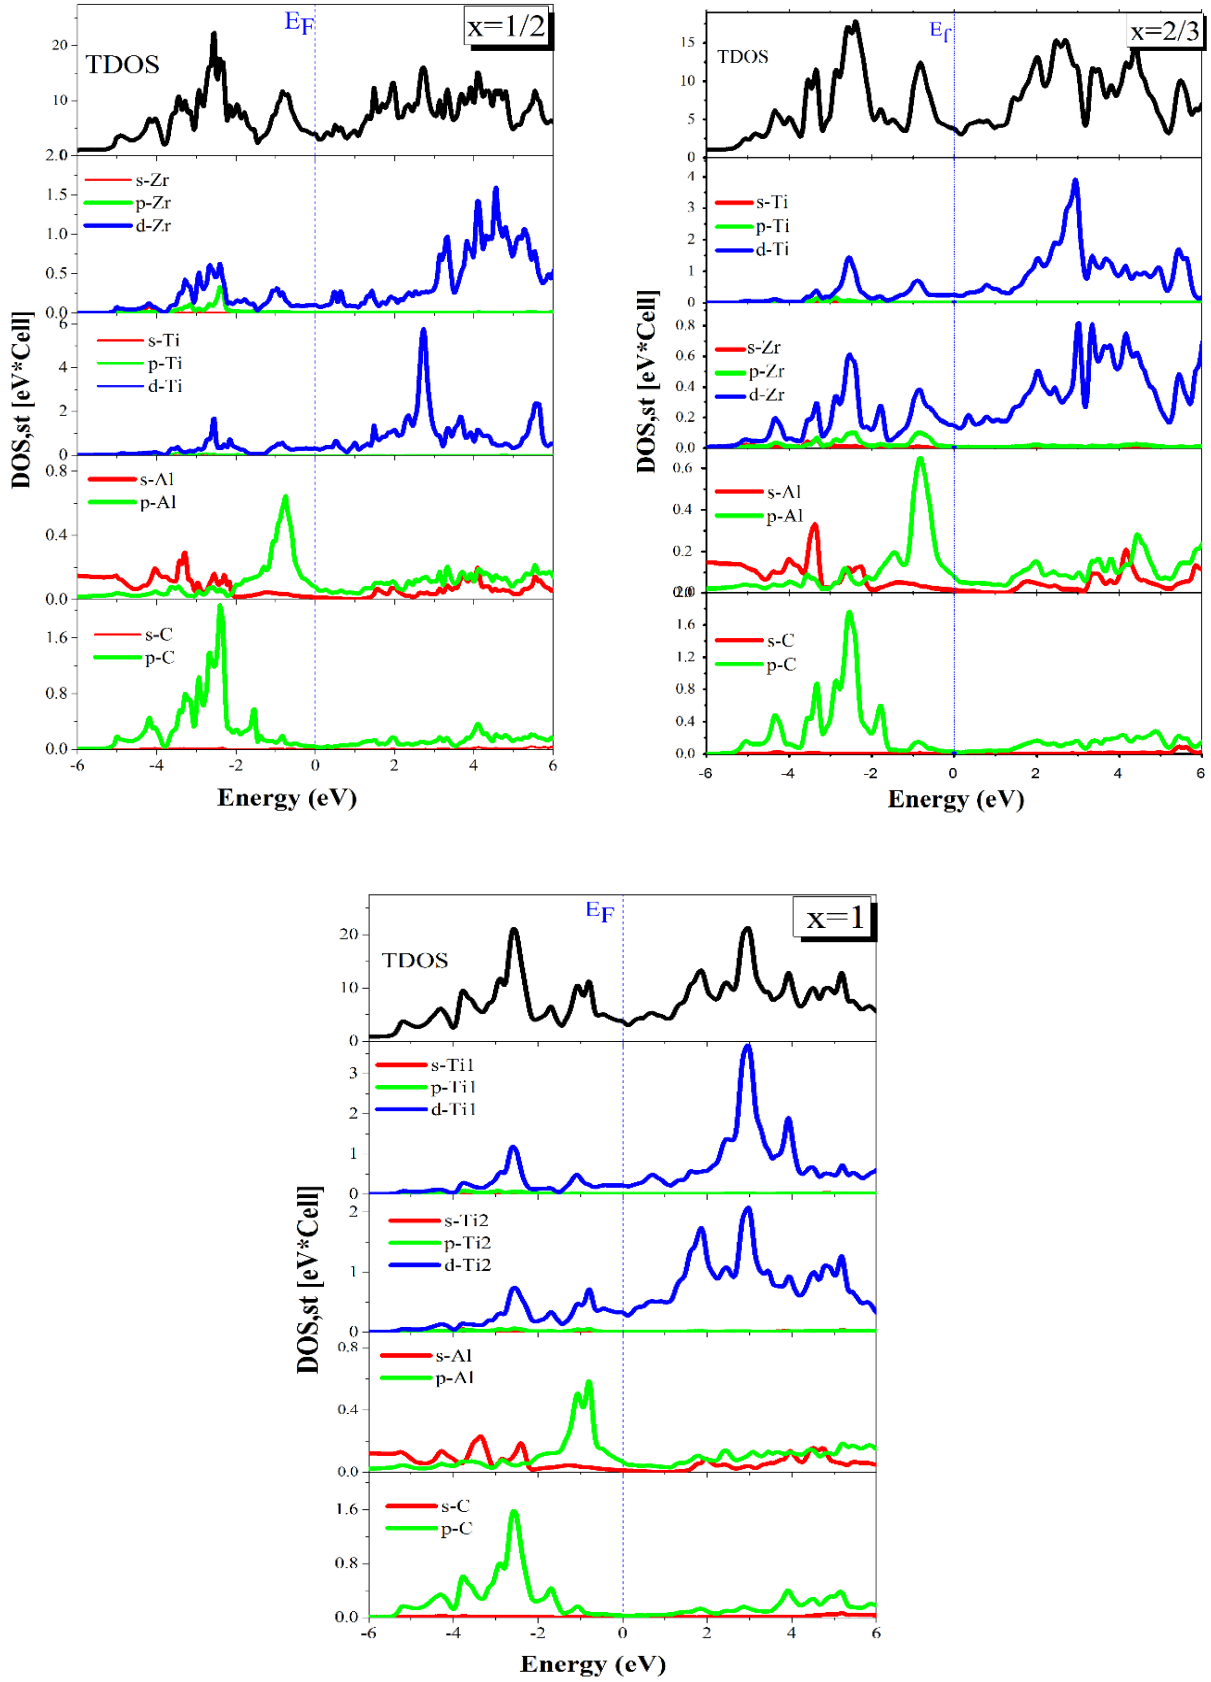 x=1/2
E_F
TDOS
20
10
2.0
s-Zr
p-Zr
d-Zr
1.5
1.0
0.5
0.0
s-Ti
p-Ti
d-Ti
6
4
2
0
s-Al
p-Al
0.8
0.4
0.0
s-C
p-C
1.6
0.8
0.0
-6 -4 -2 0 2 4 6
Energy (eV)
DOS,st [eV*Cell]
x=2/3
E_f
TDOS
15
10
5
0
s-Ti
p-Ti
d-Ti
4
3
2
1
0
s-Zr
p-Zr
d-Zr
0.8
0.6
0.4
0.2
0.0
s-Al
p-Al
0.6
0.4
0.2
s-C
p-C
1.6
1.2
0.8
0.4
0.0
-6 -4 -2 0 2 4 6
Energy (eV)
DOS,st [eV*Cell]
x=1
E_F
TDOS
20
10
0
s-Ti1
p-Ti1
d-Ti1
3
2
1
0
s-Ti2
p-Ti2
d-Ti2
2
1
0
s-Al
p-Al
0.8
0.4
0.0
s-C
p-C
1.6
0.8
0.0
-6 -4 -2 0 2 4 6
Energy (eV)
DOS,st [eV*Cell]